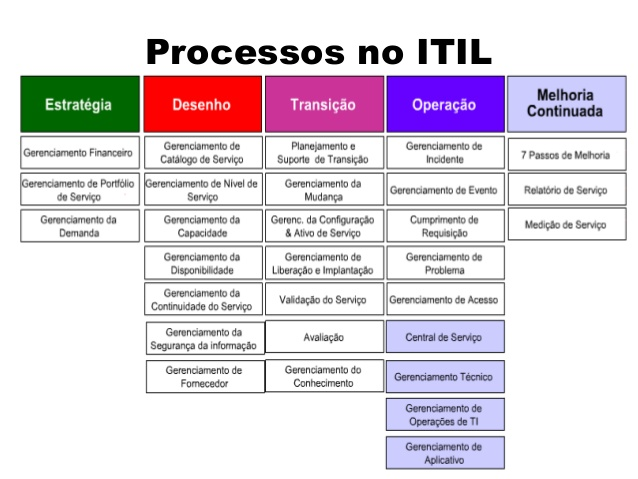 Processos no ITIL
Estratégia
Desenho
Transição
Operação
Melhoria
Continuada
Gerenciamento Financeiro
Gerenciamento de Portfólio
de Serviço
Gerenciamento da
Demanda
Gerenciamento de
Catálogo de Serviço
Gerenciamento de Nível de
Serviço
Gerenciamento da
Capacidade
Gerenciamento da
Disponibilidade
Gerenciamento da
Continuidade do Serviço
Gerenciamento da
Segurança da informação
Gerenciamento de
Fornecedor
Planejamento e
Suporte de Transição
Gerenciamento da
Mudança
Gerenc. da Configuração
& Ativo de Serviço
Gerenciamento de
Liberação e Implantação
Validação do Serviço
Avaliação
Gerenciamento do
Conhecimento
Gerenciamento de
Incidente
Gerenciamento de Evento
Cumprimento de
Requisição
Gerenciamento de
Problema
Gerenciamento de Acesso
Central de Serviço
Gerenciamento Técnico
Gerenciamento de
Operações de TI
Gerenciamento de
Aplicativo
7 Passos de Melhoria
Relatório de Serviço
Medição de Serviço